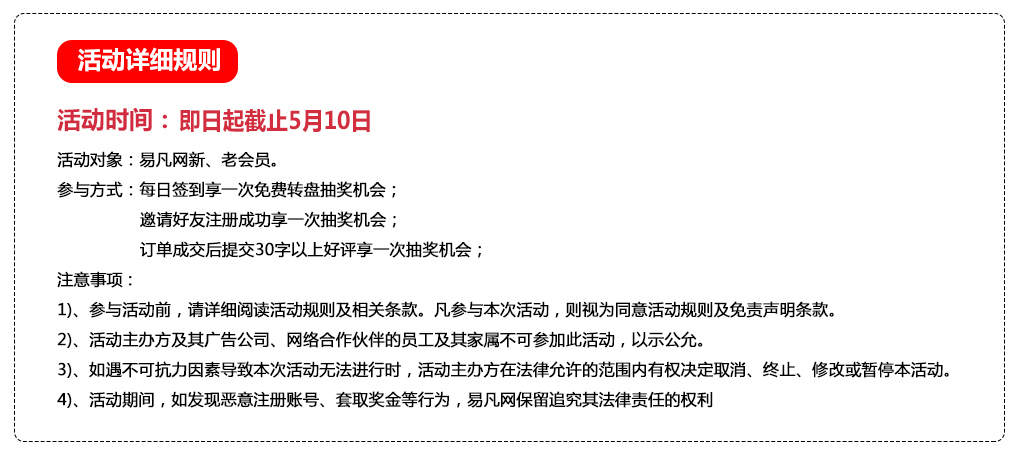 活动详细规则
活动时间：即日起截止5月10日
活动对象：易凡网新、老会员。
参与方式：每日签到享一次免费转盘抽奖机会；
邀请好友注册成功享一次抽奖机会；
订单成交后提交30字以上好评享一次抽奖机会；
注意事项：
1)、参与活动前，请详细阅读活动规则及相关条款。凡参与本次活动，则视为同意活动规则及免责声明条款。
2)、活动主办方及其广告公司、网络合作伙伴的员工及其家属不可参加此活动，以示公允。
3)、如遇不可抗力因素导致本次活动无法进行时，活动主办方在法律允许的范围内有权决定取消、终止、修改或暂停本活动。
4)、活动期间，如发现恶意注册账号、套取奖金等行为，易凡网保留追究其法律责任的权利